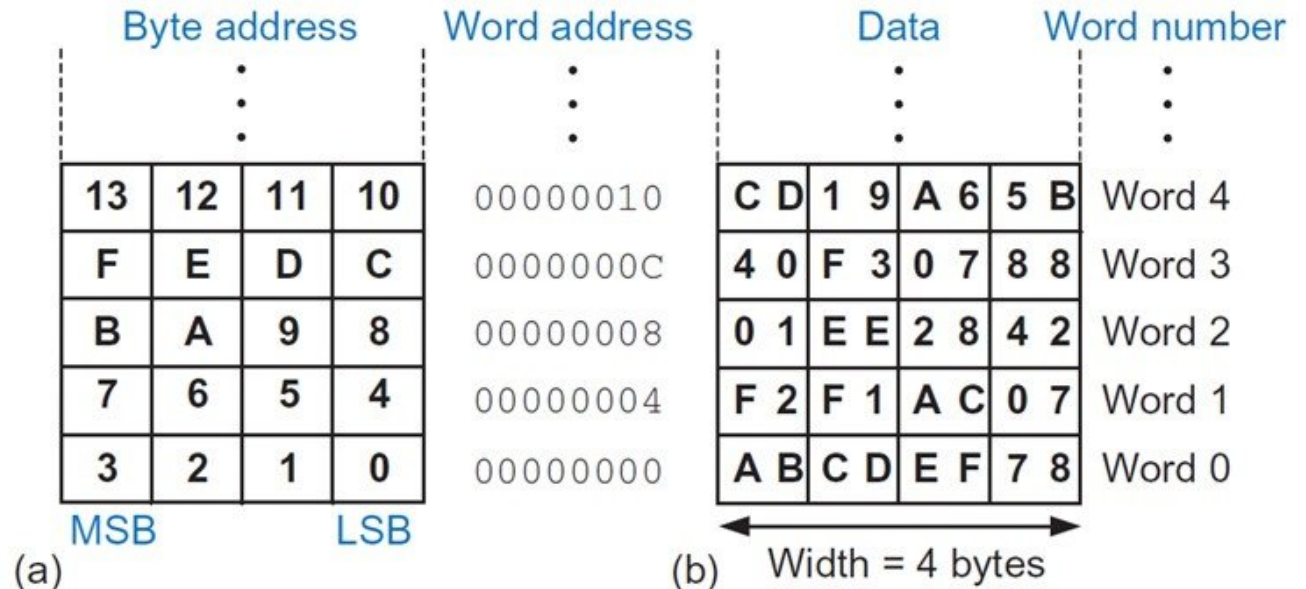 Byte address Word address Data Word number
13 12 11 10 00000010 C D 1 9 A 6 5 B Word 4
F E D C 0000000C 4 0 F 3 0 7 8 8 Word 3
B A 9 8 00000008 0 1 E E 2 8 4 2 Word 2
7 6 5 4 00000004 F 2 F 1 A C 0 7 Word 1
3 2 1 0 00000000 A B C D E F 7 8 Word 0
MSB LSB
(a) (b) Width = 4 bytes